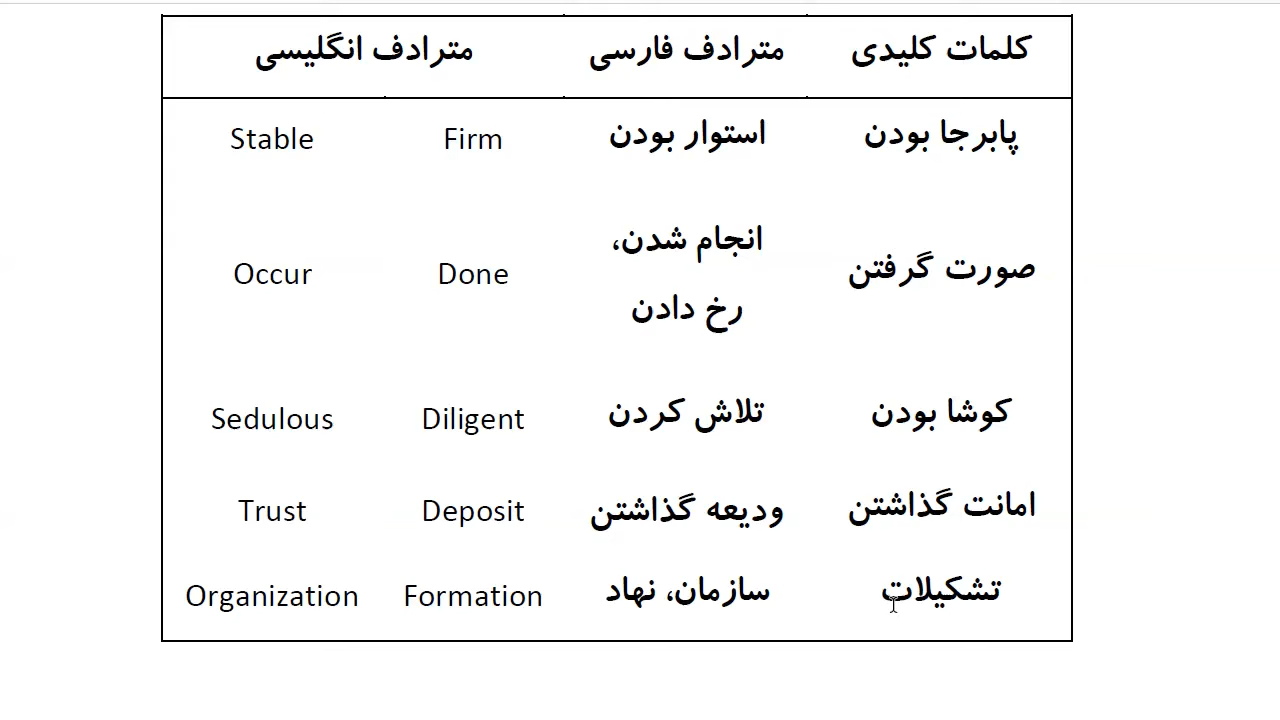 کلمات کلیدی مترادف فارسی مترادف انگلیسی
پابرجا بودن استوار بودن Firm Stable
صورت گرفتن انجام شدن، رخ دادن Done Occur
کوشا بودن تلاش کردن Diligent Sedulous
امانت گذاشتن ودیعه گذاشتن Deposit Trust
تشکیلات سازمان، نهاد Formation Organization